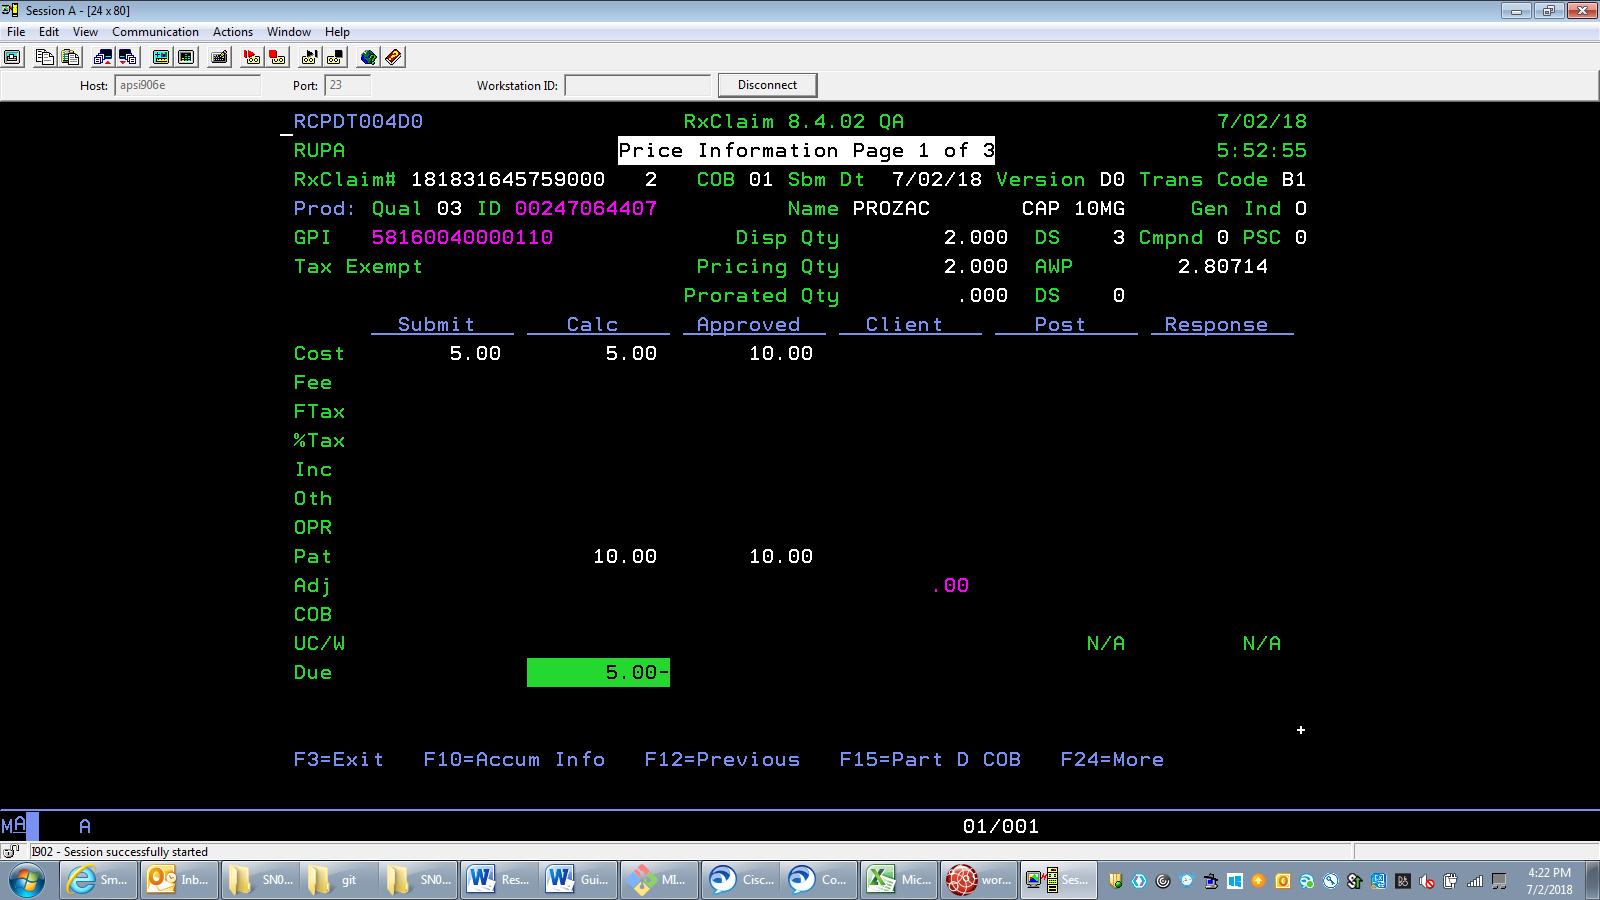 Session A - [24 x 80]
File Edit View Communication Actions Window Help
Host: apsi906e Port: 23 Workstation ID: Disconnect
RCPDT004D0 RxClaim 8.4.02 QA 7/02/18
RUPA Price Information Page 1 of 3 5:52:55
RxClaim# 181831645759000 2 COB 01 Sbm Dt 7/02/18 Version D0 Trans Code B1
Prod: Qual 03 ID 00247064407 Name PROZAC CAP 10MG Gen Ind O
GPI 58160040000110 Disp Qty 2.000 DS 3 Cmpnd 0 PSC 0
Tax Exempt Pricing Qty 2.000 AWP 2.80714
Prorated Qty .000 DS 0
Submit Calc Approved Client Post Response
Cost 5.00 5.00 10.00
Fee
FTax
%Tax
Inc
Oth
OPR
Pat 10.00 10.00
Adj .00
COB
UC/W N/A N/A
Due 5.00-
+
F3=Exit F10=Accum Info F12=Previous F15=Part D COB F24=More
MA A 01/001
I902 - Session successfully started
Sm... Inb... SN0... git SN0... Res... Gui... MI... Cisc... Co... Mic... wor... Ses... 4:22 PM
7/2/2018